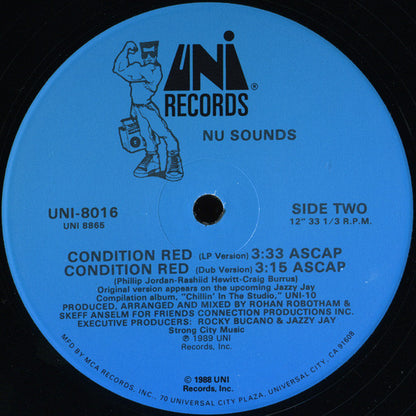 UNI®
RECORDS
NU SOUNDS
UNI-8016
UNI 8865
SIDE TWO
12" 33 1/3 R.P.M.
CONDITION RED (LP Version) 3:33 ASCAP
CONDITION RED (Dub Version) 3:15 ASCAP
(Phillip Jordan-Rashiid Hewitt-Craig Burrus)
Original version appears on the upcoming Jazzy Jay
Compilation album, "Chillin' In The Studio," UNI-10
PRODUCED, ARRANGED AND MIXED BY ROHAN ROBOTHAM &
SKEFF ANSELM FOR FRIENDS CONNECTION PRODUCTIONS INC.
EXECUTIVE PRODUCERS: ROCKY BUCANO & JAZZY JAY
Strong City Music
℗ 1989 UNI
Records, Inc.
© 1988 UNI
Records, Inc.
MFD BY MCA RECORDS, INC., 70 UNIVERSAL CITY PLAZA, UNIVERSAL CITY, CA 91608